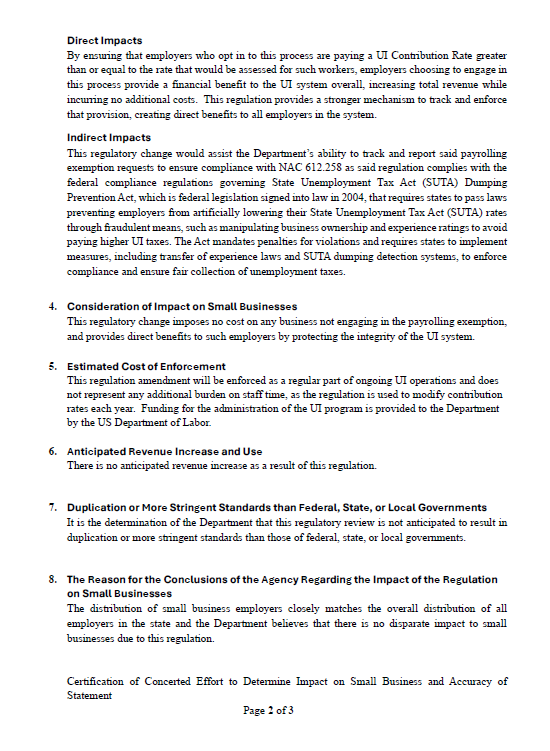 Direct Impacts
By ensuring that employers who opt in to this process are paying a UI Contribution Rate greater
than or equal to the rate that would be assessed for such workers, employers choosing to engage in
this process provide a financial benefit to the UI system overall, increasing total revenue while
incurring no additional costs. This regulation provides a stronger mechanism to track and enforce
that provision, creating direct benefits to all employers in the system.
Indirect Impacts
This regulatory change would assist the Department's ability to track and report said payrolling
exemption requests to ensure compliance with NAC 612.258 as said regulation complies with the
federal compliance regulations governing State Unemployment Tax Act (SUTA) Dumping
Prevention Act, which is federal legislation signed into law in 2004, that requires states to pass laws
preventing employers from artificially lowering their State Unemployment Tax Act (SUTA) rates
through fraudulent means, such as manipulating business ownership and experience ratings to avoid
paying higher UI taxes. The Act mandates penalties for violations and requires states to implement
measures, including transfer of experience laws and SUTA dumping detection systems, to enforce
compliance and ensure fair collection of unemployment taxes.
4. Consideration of Impact on Small Businesses
This regulatory change imposes no cost on any business not engaging in the payrolling exemption,
and provides direct benefits to such employers by protecting the integrity of the UI system.
5. Estimated Cost of Enforcement
This regulation amendment will be enforced as a regular part of ongoing UI operations and does
not represent any additional burden on staff time, as the regulation is used to modify contribution
rates each year. Funding for the administration of the UI program is provided to the Department
by the US Department of Labor.
6. Anticipated Revenue Increase and Use
There is no anticipated revenue increase as a result of this regulation.
7. Duplication or More Stringent Standards than Federal, State, or Local Governments
It is the determination of the Department that this regulatory review is not anticipated to result in
duplication or more stringent standards than those of federal, state, or local governments.
8. The Reason for the Conclusions of the Agency Regarding the Impact of the Regulation
on Small Businesses
The distribution of small business employers closely matches the overall distribution of all
employers in the state and the Department believes that there is no disparate impact to small
businesses due to this regulation.
Certification of Concerted Effort to Determine Impact on Small Business and Accuracy of
Statement
Page 2 of 3